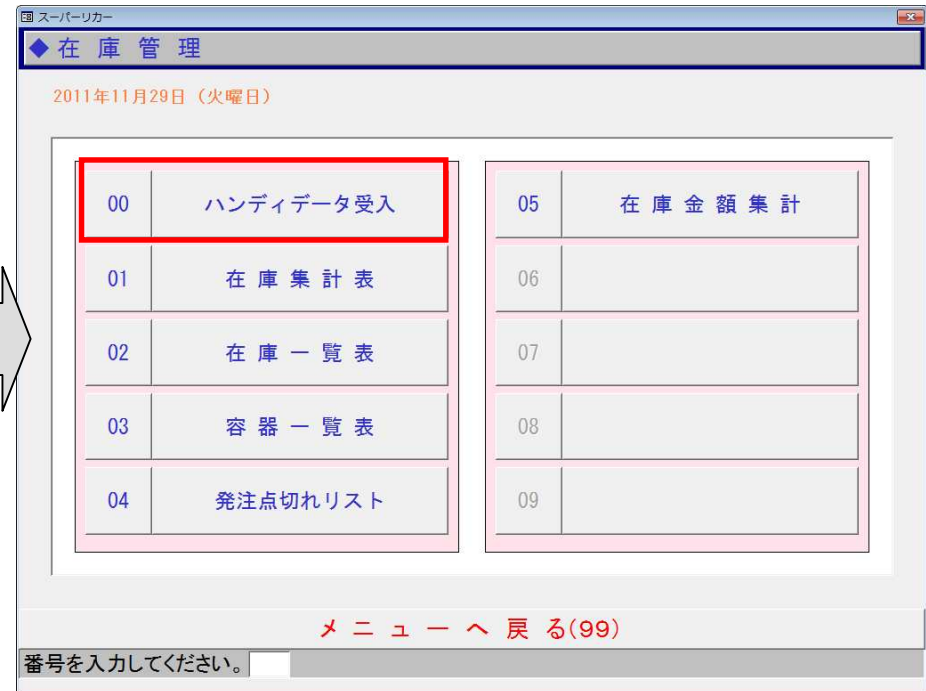 スーパーリカー
◆在 庫 管 理
2011年11月29日（火曜日）
00 ハンディデータ受入
01 在 庫 集 計 表
02 在 庫 一 覧 表
03 容 器 一 覧 表
04 発注点切れリスト
05 在 庫 金 額 集 計
06
07
08
09
メ ニ ュ ー へ 戻 る(99)
番号を入力してください。